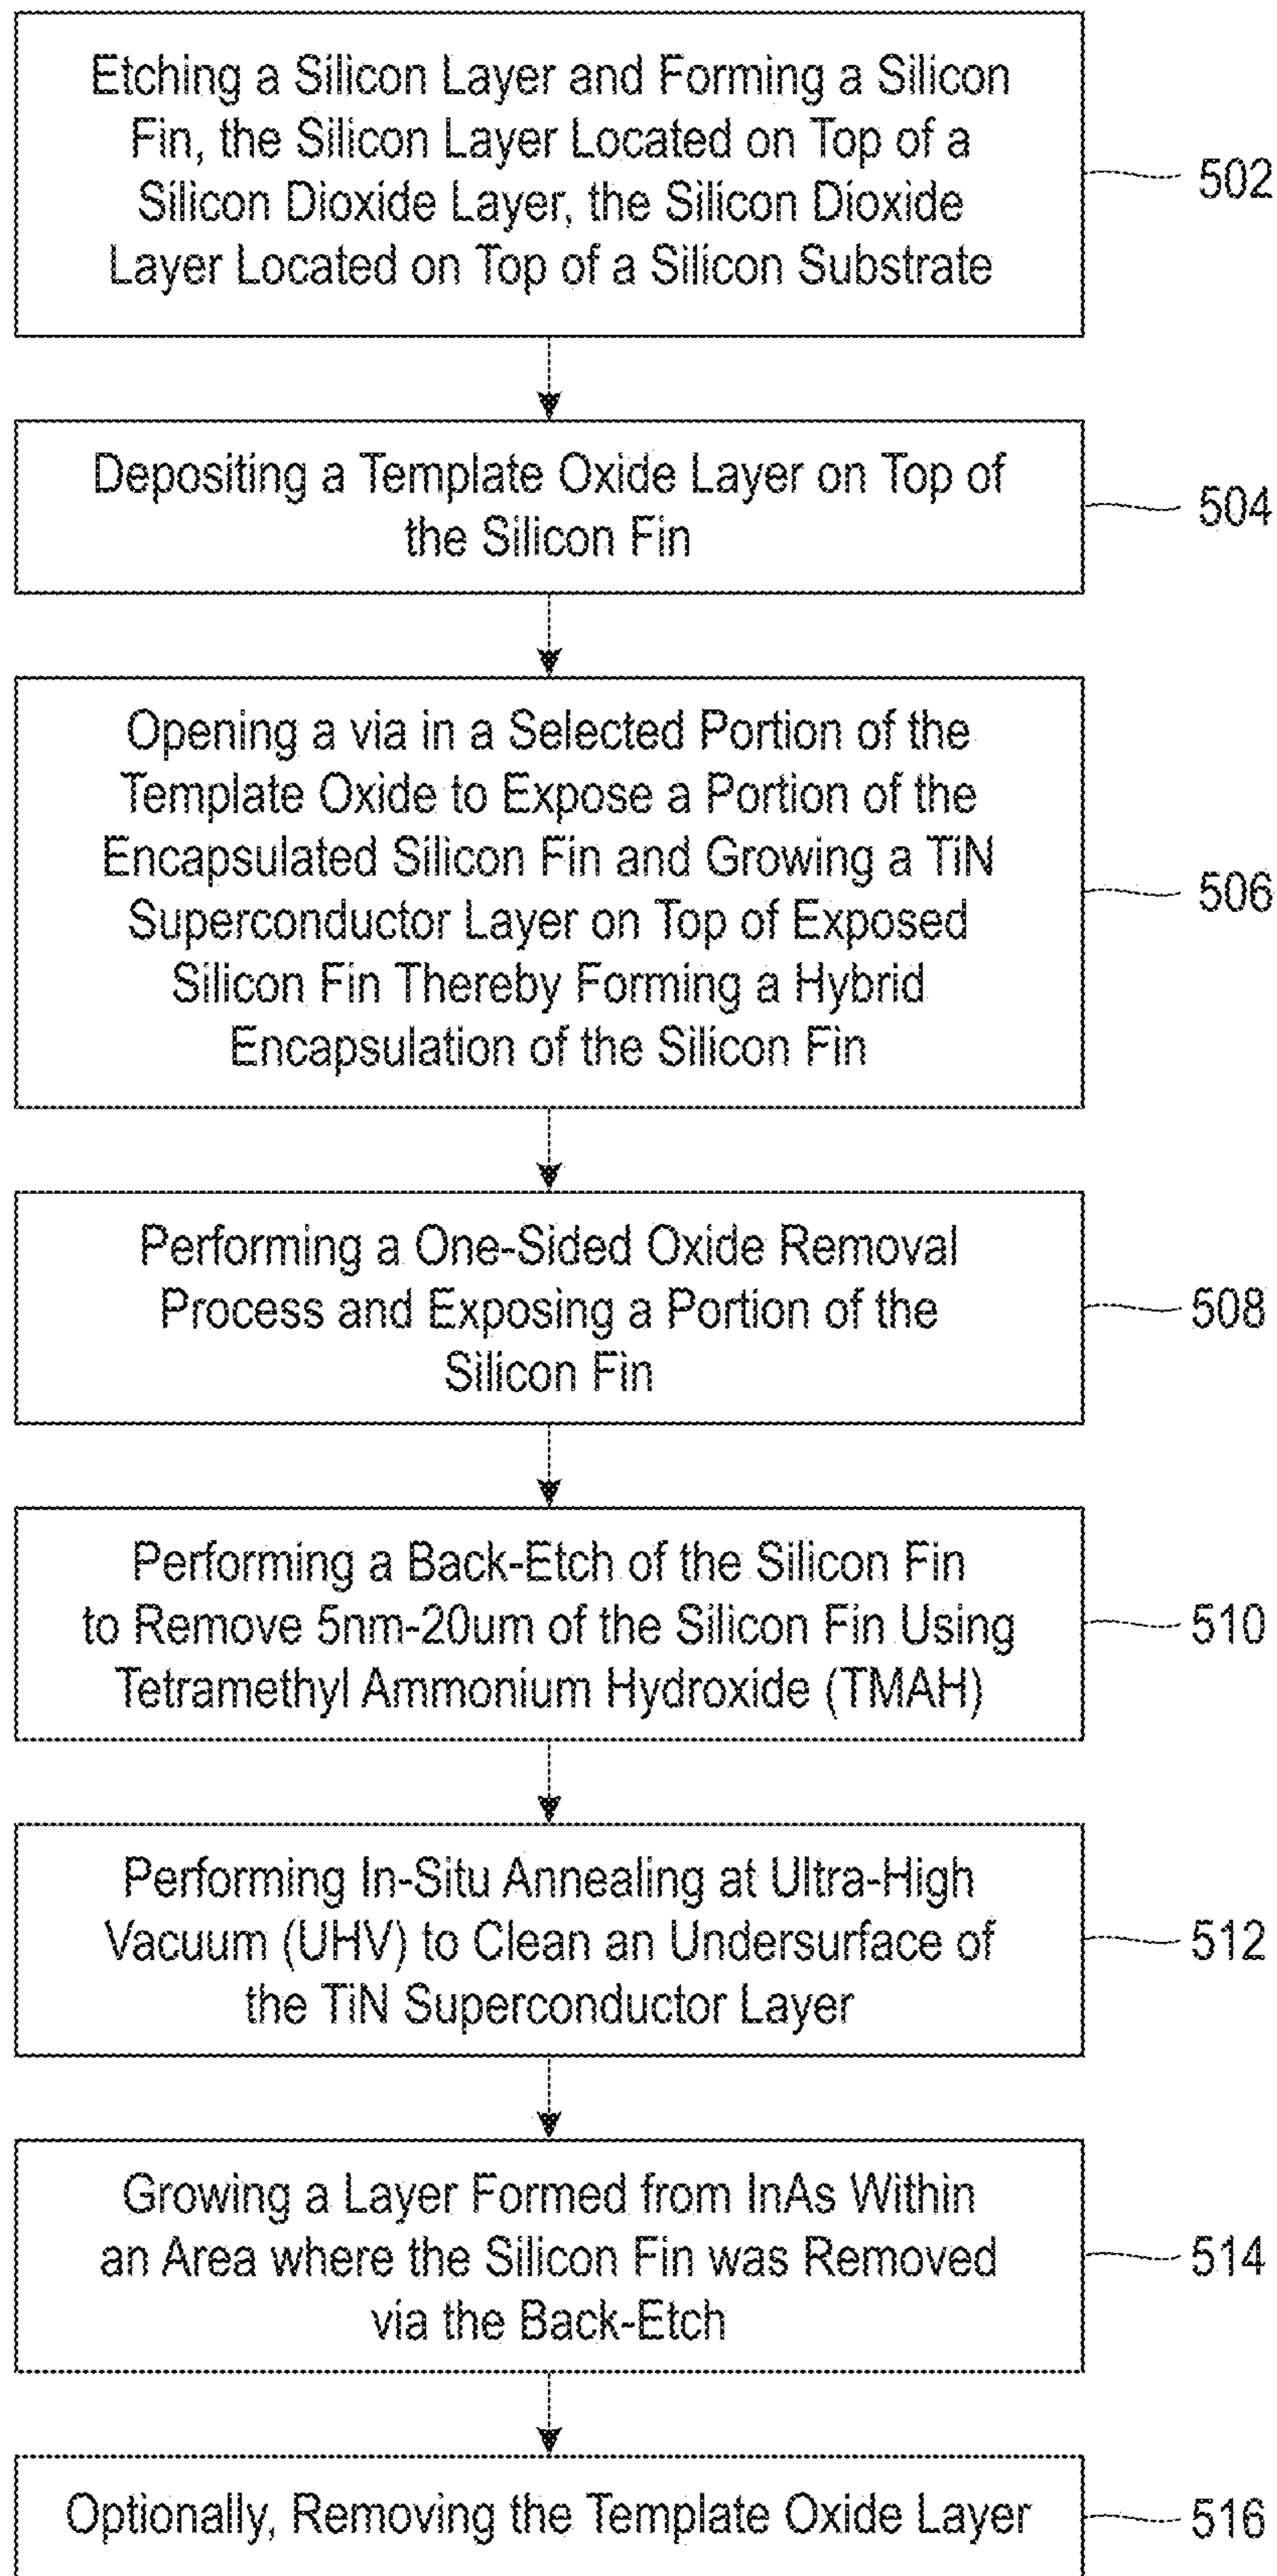 Etching a Silicon Layer and Forming a Silicon
Fin, the Silicon Layer Located on Top of a
Silicon Dioxide Layer, the Silicon Dioxide
Layer Located on Top of a Silicon Substrate
502
Depositing a Template Oxide Layer on Top of
the Silicon Fin
504
Opening a via in a Selected Portion of the
Template Oxide to Expose a Portion of the
Encapsulated Silicon Fin and Growing a TiN
Superconductor Layer on Top of Exposed
Silicon Fin Thereby Forming a Hybrid
Encapsulation of the Silicon Fin
506
Performing a One-Sided Oxide Removal
Process and Exposing a Portion of the
Silicon Fin
508
Performing a Back-Etch of the Silicon Fin
to Remove 5nm-20um of the Silicon Fin Using
Tetramethyl Ammonium Hydroxide (TMAH)
510
Performing In-Situ Annealing at Ultra-High
Vacuum (UHV) to Clean an Undersurface of
the TiN Superconductor Layer
512
Growing a Layer Formed from InAs Within
an Area where the Silicon Fin was Removed
via the Back-Etch
514
Optionally, Removing the Template Oxide Layer
516